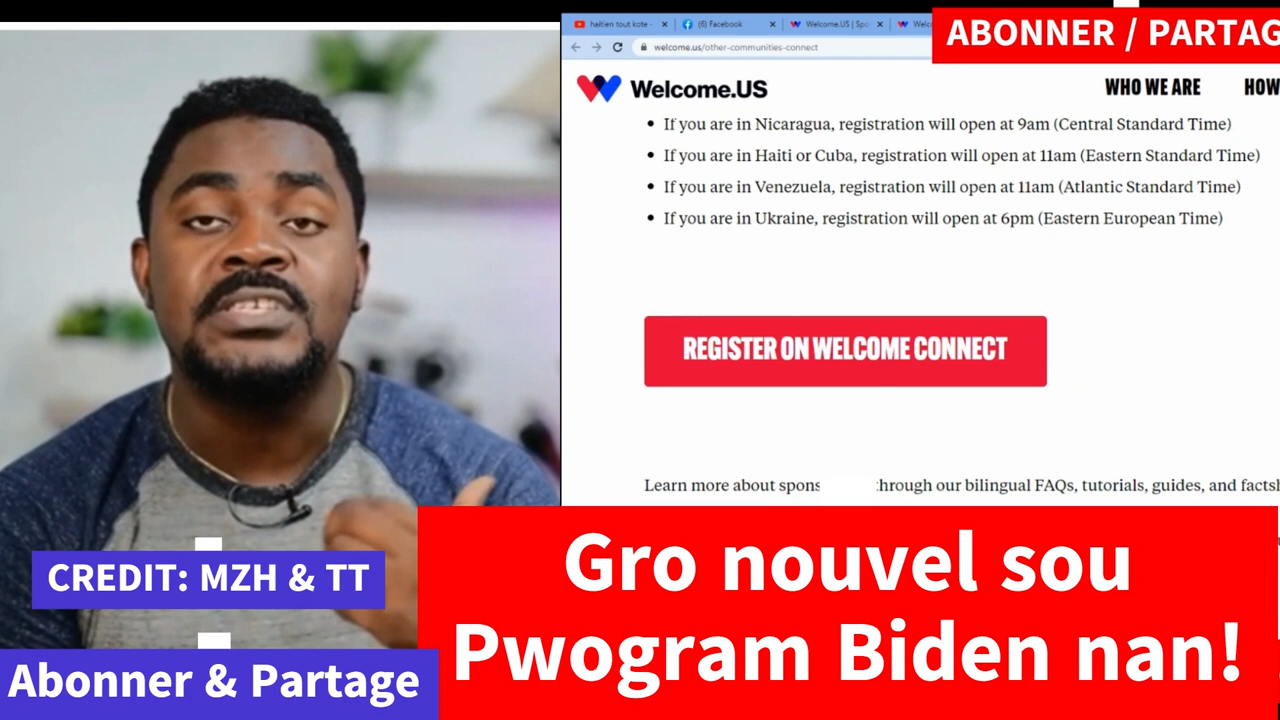 haitien tout kote -
(6) Facebook
Welcome.US | Spo
Welc
welcome.us/other-communities-connect
ABONNER / PARTAG
Welcome.US
WHO WE ARE
HOW
If you are in Nicaragua, registration will open at 9am (Central Standard Time)
If you are in Haiti or Cuba, registration will open at 11am (Eastern Standard Time)
If you are in Venezuela, registration will open at 11am (Atlantic Standard Time)
If you are in Ukraine, registration will open at 6pm (Eastern European Time)
REGISTER ON WELCOME CONNECT
Learn more about spons hrough our bilingual FAQs, tutorials, guides, and facts
CREDIT: MZH & TT
Abonner & Partage
Gro nouvel sou
Pwogram Biden nan!